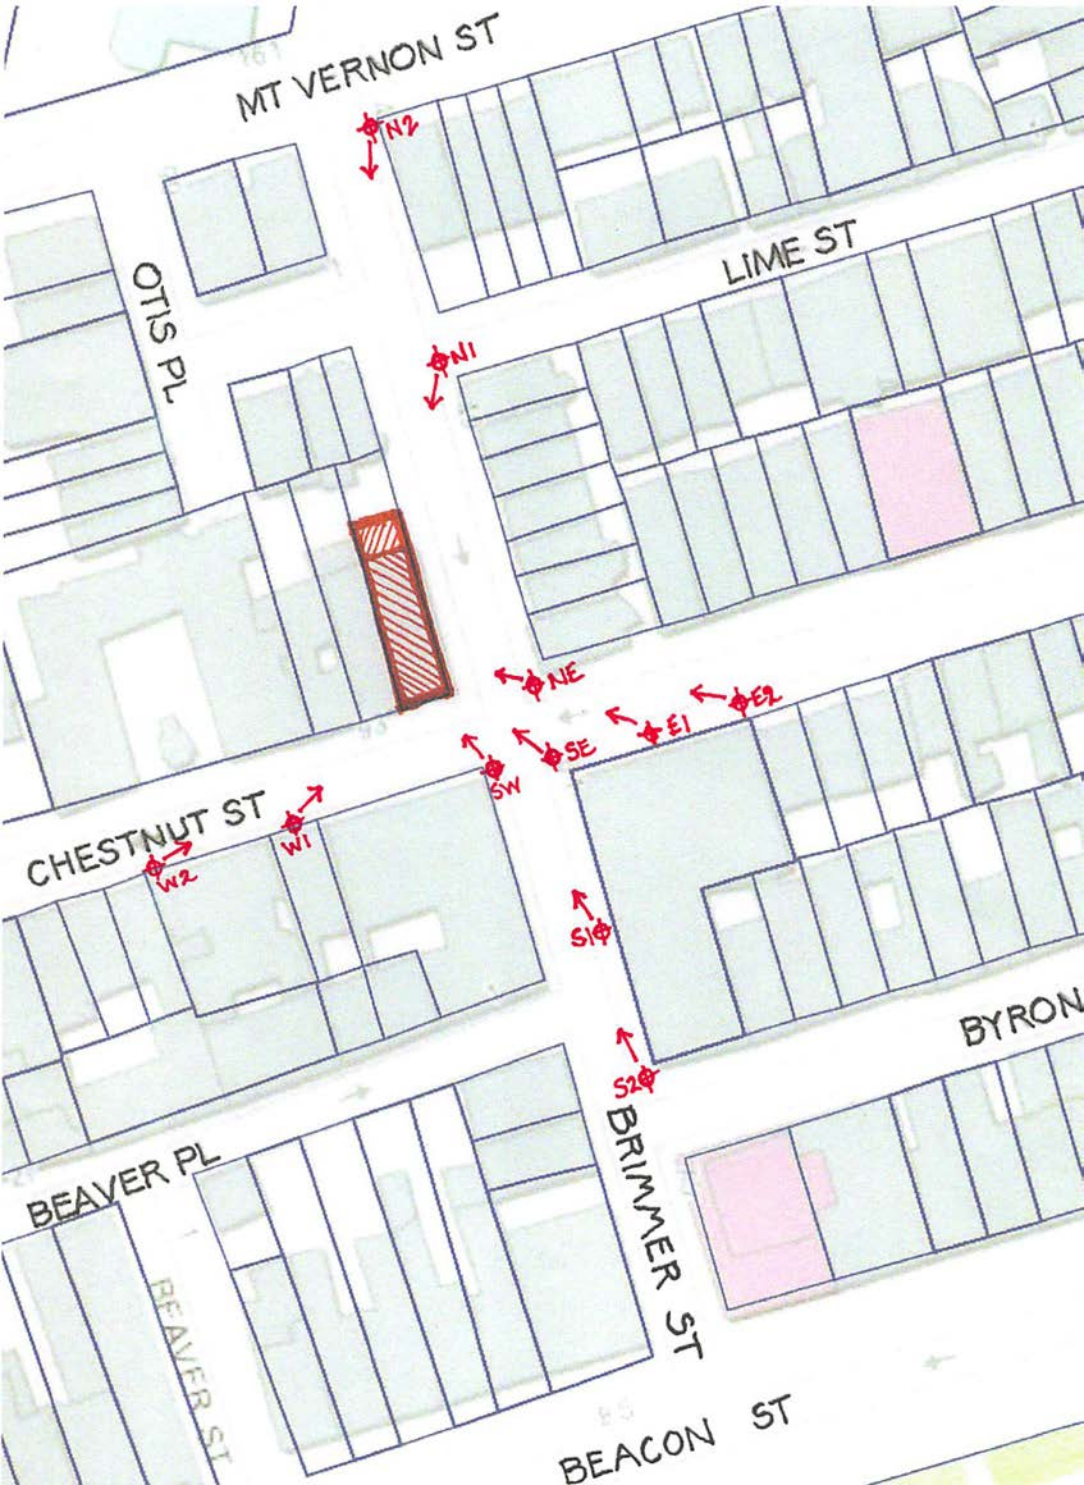 MT VERNON ST
N2
LIME ST
OTIS PL
N1
NE
E2
E1
SE
SW
CHESTNUT ST
W1
W2
S1
BYRON
S2
BRIMMER ST
BEAVER PL
BEAVER ST
BEACON ST